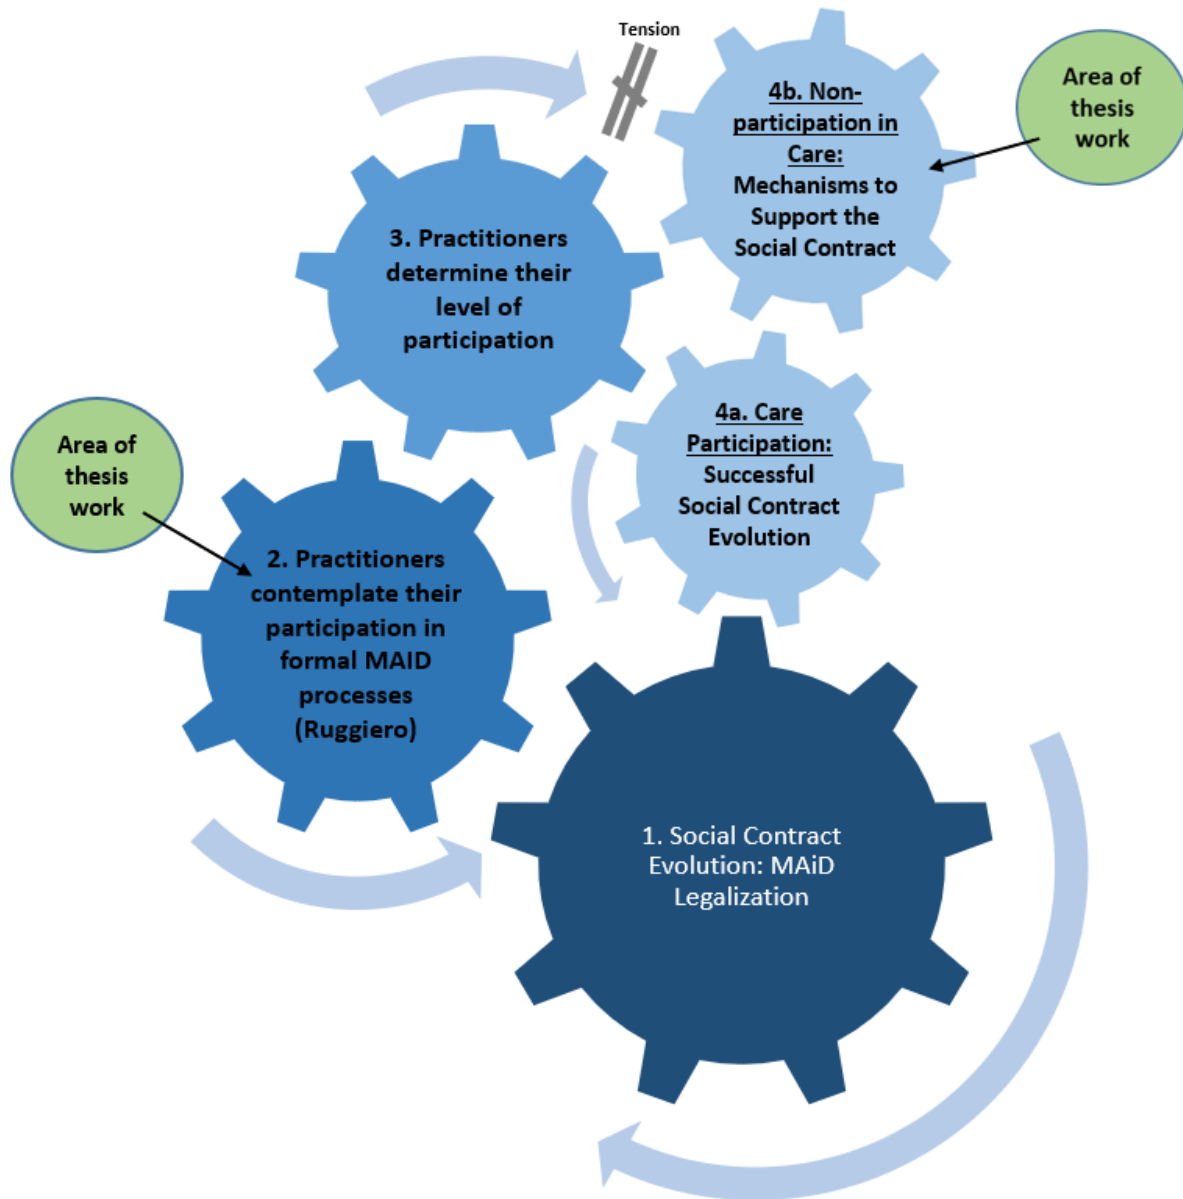 Tension
4b. Non-
participation in
Care:
Mechanisms to
Support the
Social Contract
Area of
thesis
work
3. Practitioners
determine their
level of
participation
4a. Care
Participation:
Successful
Social Contract
Evolution
Area of
thesis
work
2. Practitioners
contemplate their
participation in
formal MAID
processes
(Ruggiero)
1. Social Contract
Evolution: MAiD
Legalization